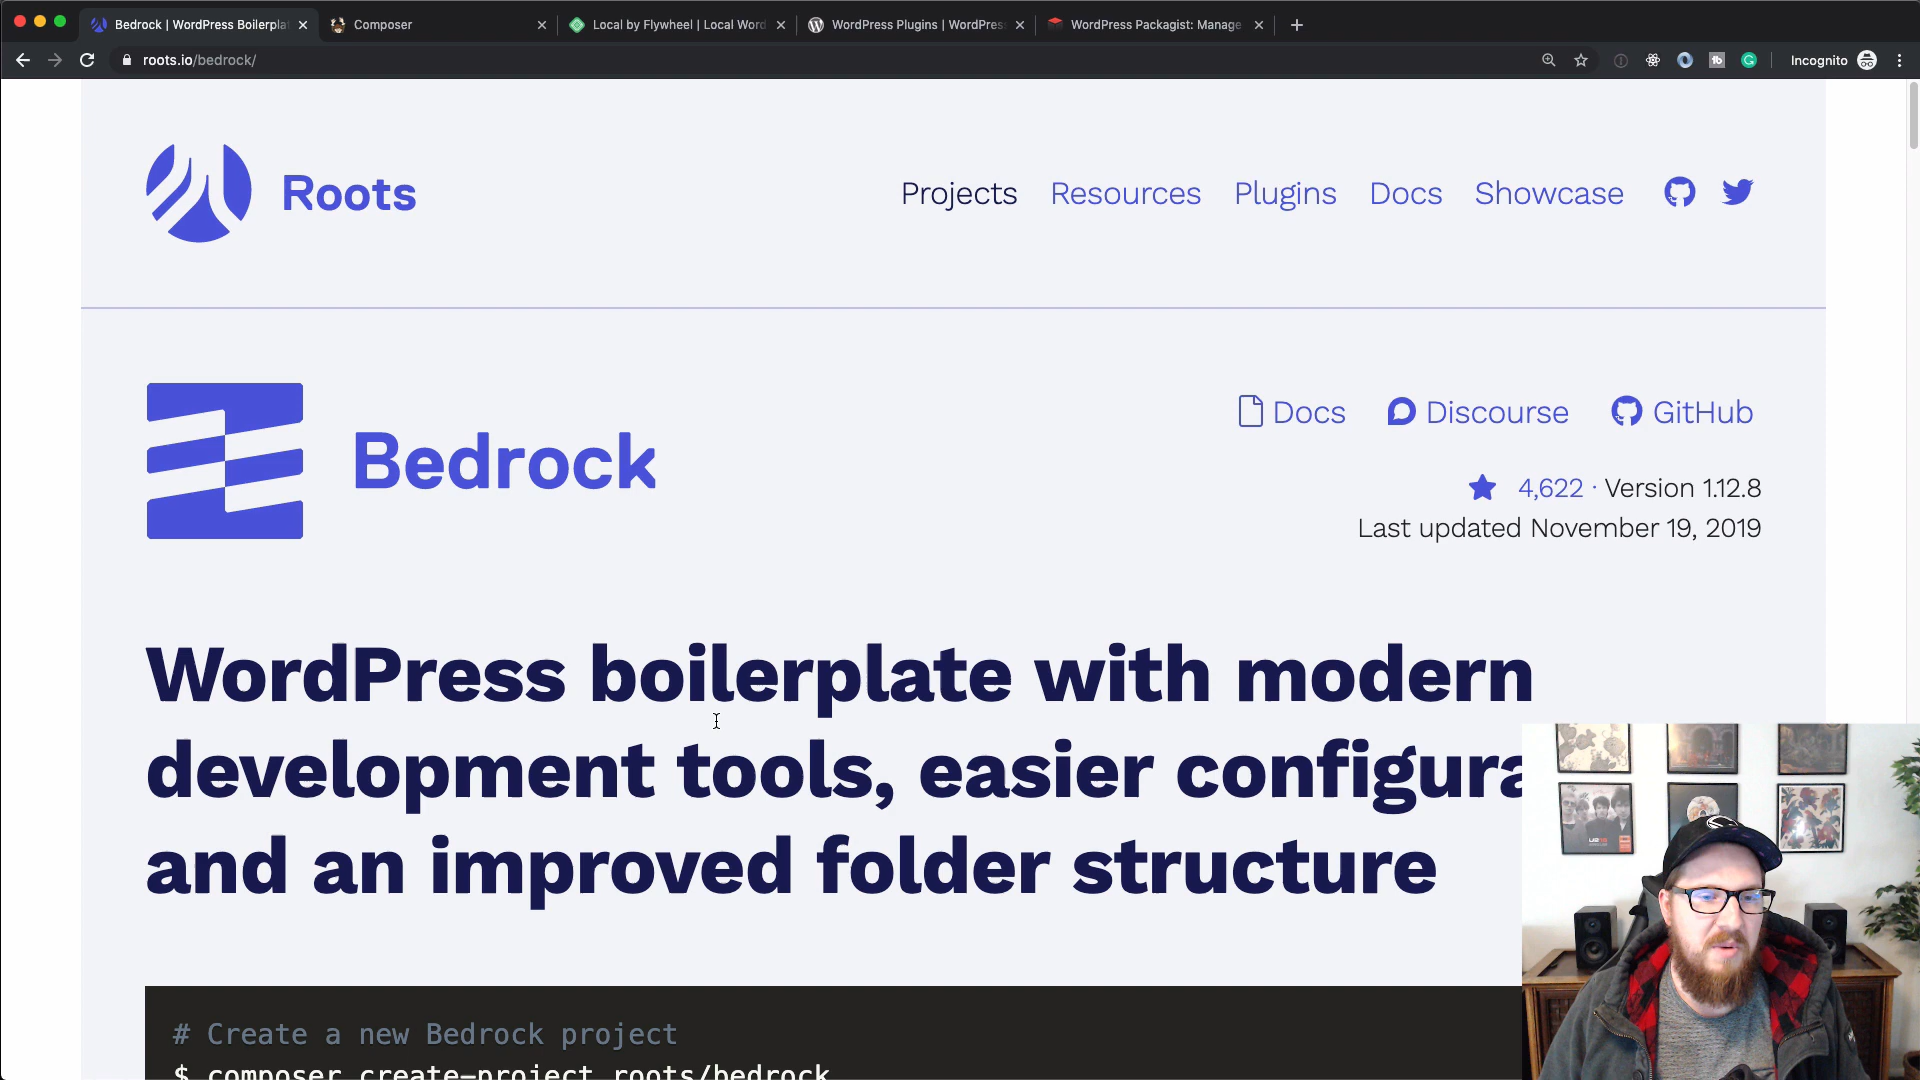 Bedrock | WordPress Boilerpla
Composer
Local by Flywheel | Local Word
WordPress Plugins | WordPress
WordPress Packagist: Manage
roots.io/bedrock/
Incognito
Roots
Projects
Resources
Plugins
Docs
Showcase
Bedrock
Docs
Discourse
GitHub
4,622 · Version 1.12.8
Last updated November 19, 2019
WordPress boilerplate with modern
development tools, easier configura
and an improved folder structure
# Create a new Bedrock project
$ composer create-project roots/bedrock